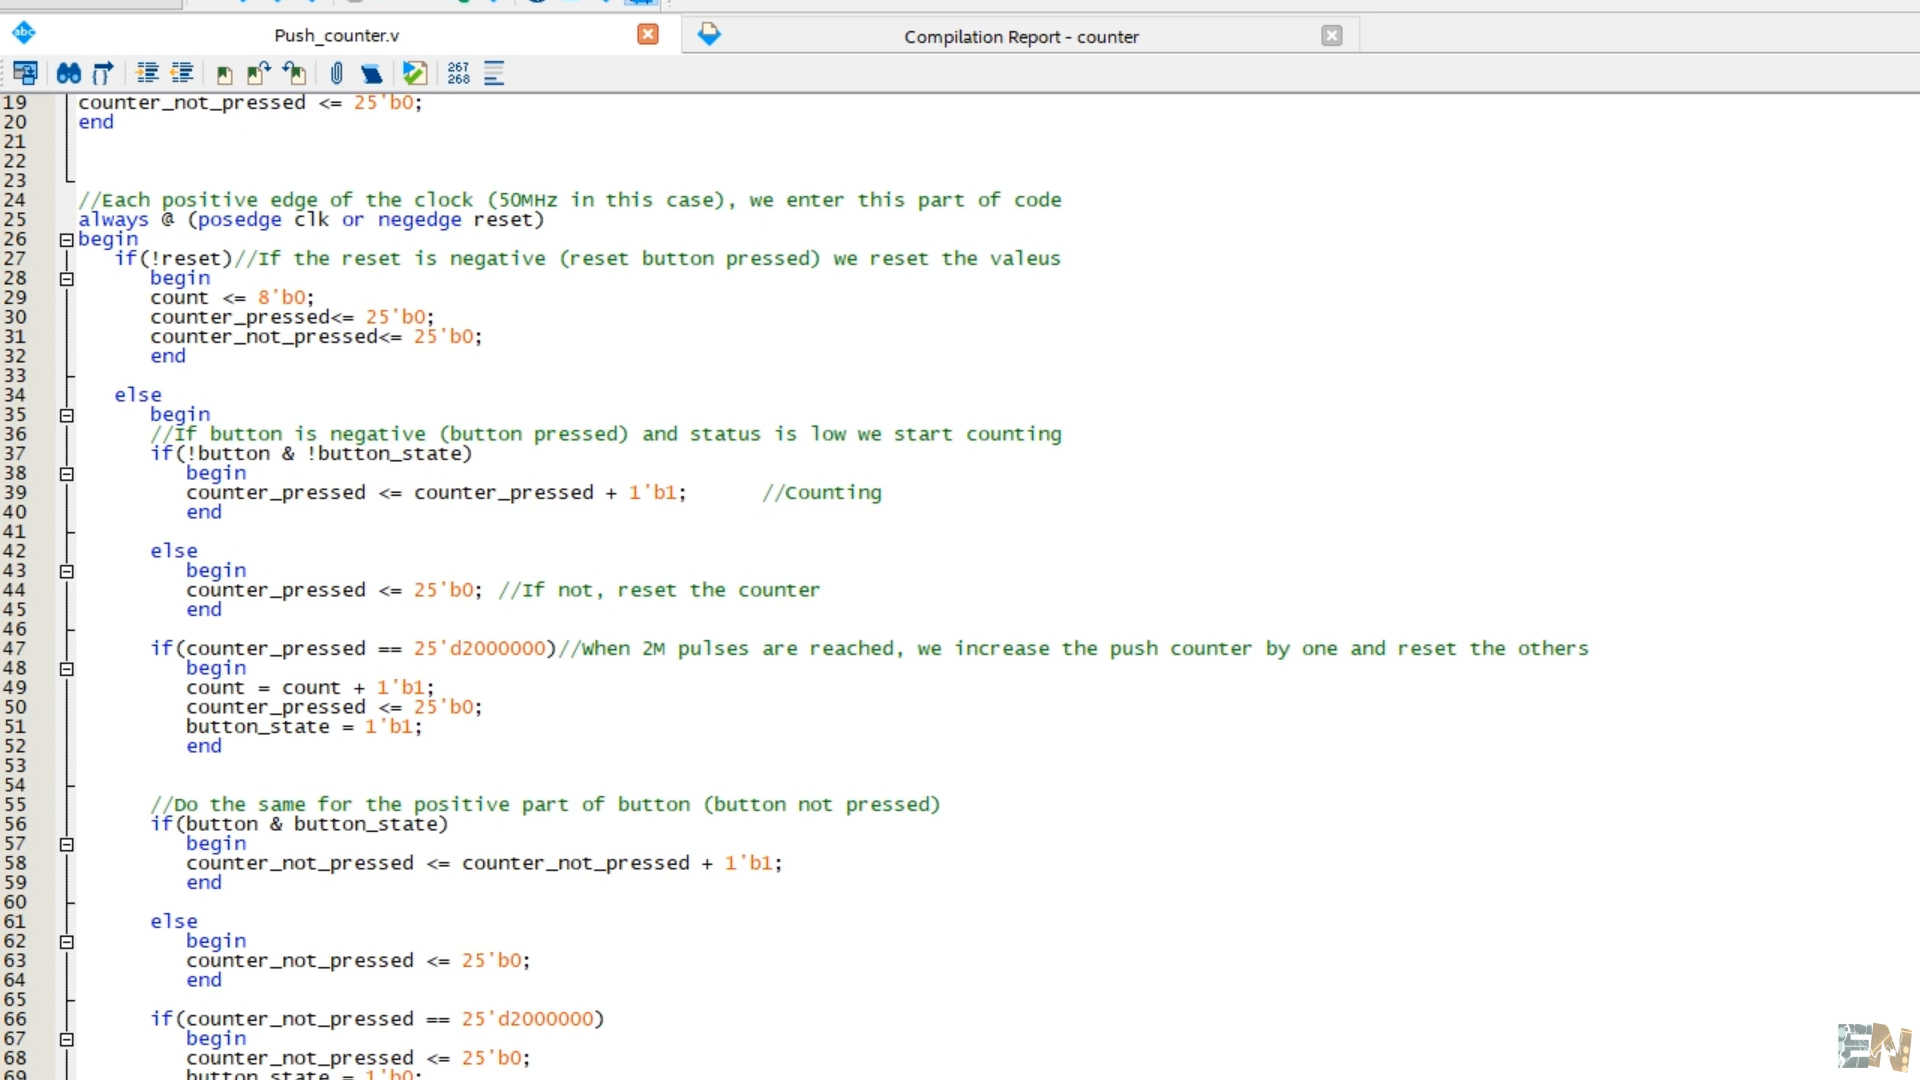 Push_counter.v
Compilation Report - counter
267
268
19 counter_not_pressed <= 25'b0;
20 end
21
22
23
24 //Each positive edge of the clock (50MHz in this case), we enter this part of code
25 always @ (posedge clk or negedge reset)
26 begin
27 if(!reset)//If the reset is negative (reset button pressed) we reset the valeus
28 begin
29 count <= 8'b0;
30 counter_pressed<= 25'b0;
31 counter_not_pressed<= 25'b0;
32 end
33
34 else
35 begin
36 //If button is negative (button pressed) and status is low we start counting
37 if(!button & !button_state)
38 begin
39 counter_pressed <= counter_pressed + 1'b1; //Counting
40 end
41
42 else
43 begin
44 counter_pressed <= 25'b0; //If not, reset the counter
45 end
46
47 if(counter_pressed == 25'd2000000)//When 2M pulses are reached, we increase the push counter by one and reset the others
48 begin
49 count = count + 1'b1;
50 counter_pressed <= 25'b0;
51 button_state = 1'b1;
52 end
53
54
55 //Do the same for the positive part of button (button not pressed)
56 if(button & button_state)
57 begin
58 counter_not_pressed <= counter_not_pressed + 1'b1;
59 end
60
61 else
62 begin
63 counter_not_pressed <= 25'b0;
64 end
65
66 if(counter_not_pressed == 25'd2000000)
67 begin
68 counter_not_pressed <= 25'b0;
69 button_state = 1'b0;
EN